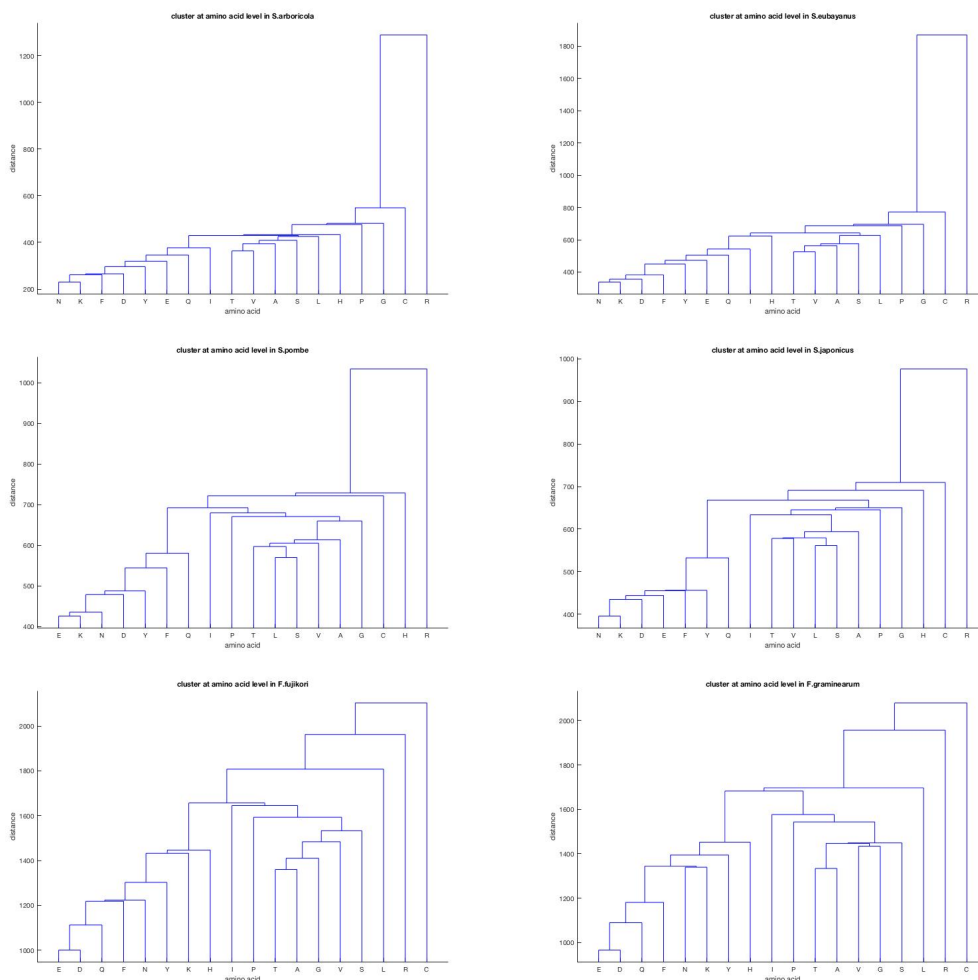 cluster at amino acid level in S.arboricola
1200
1000
800
600
400
200
distance
N K F D Y E Q I T V A S L H P G C R
amino acid
cluster at amino acid level in S.eubayanus
1800
1600
1400
1200
1000
800
600
400
distance
N K D F Y E Q I H T V A S L P G C R
amino acid
cluster at amino acid level in S.pombe
1000
900
800
700
600
500
400
distance
E K N D Y F Q I P T L S V A G C H R
amino acid
cluster at amino acid level in S.japonicus
1000
900
800
700
600
500
400
distance
N K D E F Y Q I T V L S A P G H C R
amino acid
cluster at amino acid level in F.fujikori
2000
1800
1600
1400
1200
1000
distance
E D Q F N Y K H I P T A G V S L R C
amino acid
cluster at amino acid level in F.graminearum
2000
1800
1600
1400
1200
1000
distance
E D Q F N K Y H I P T A V G S L R C
amino acid